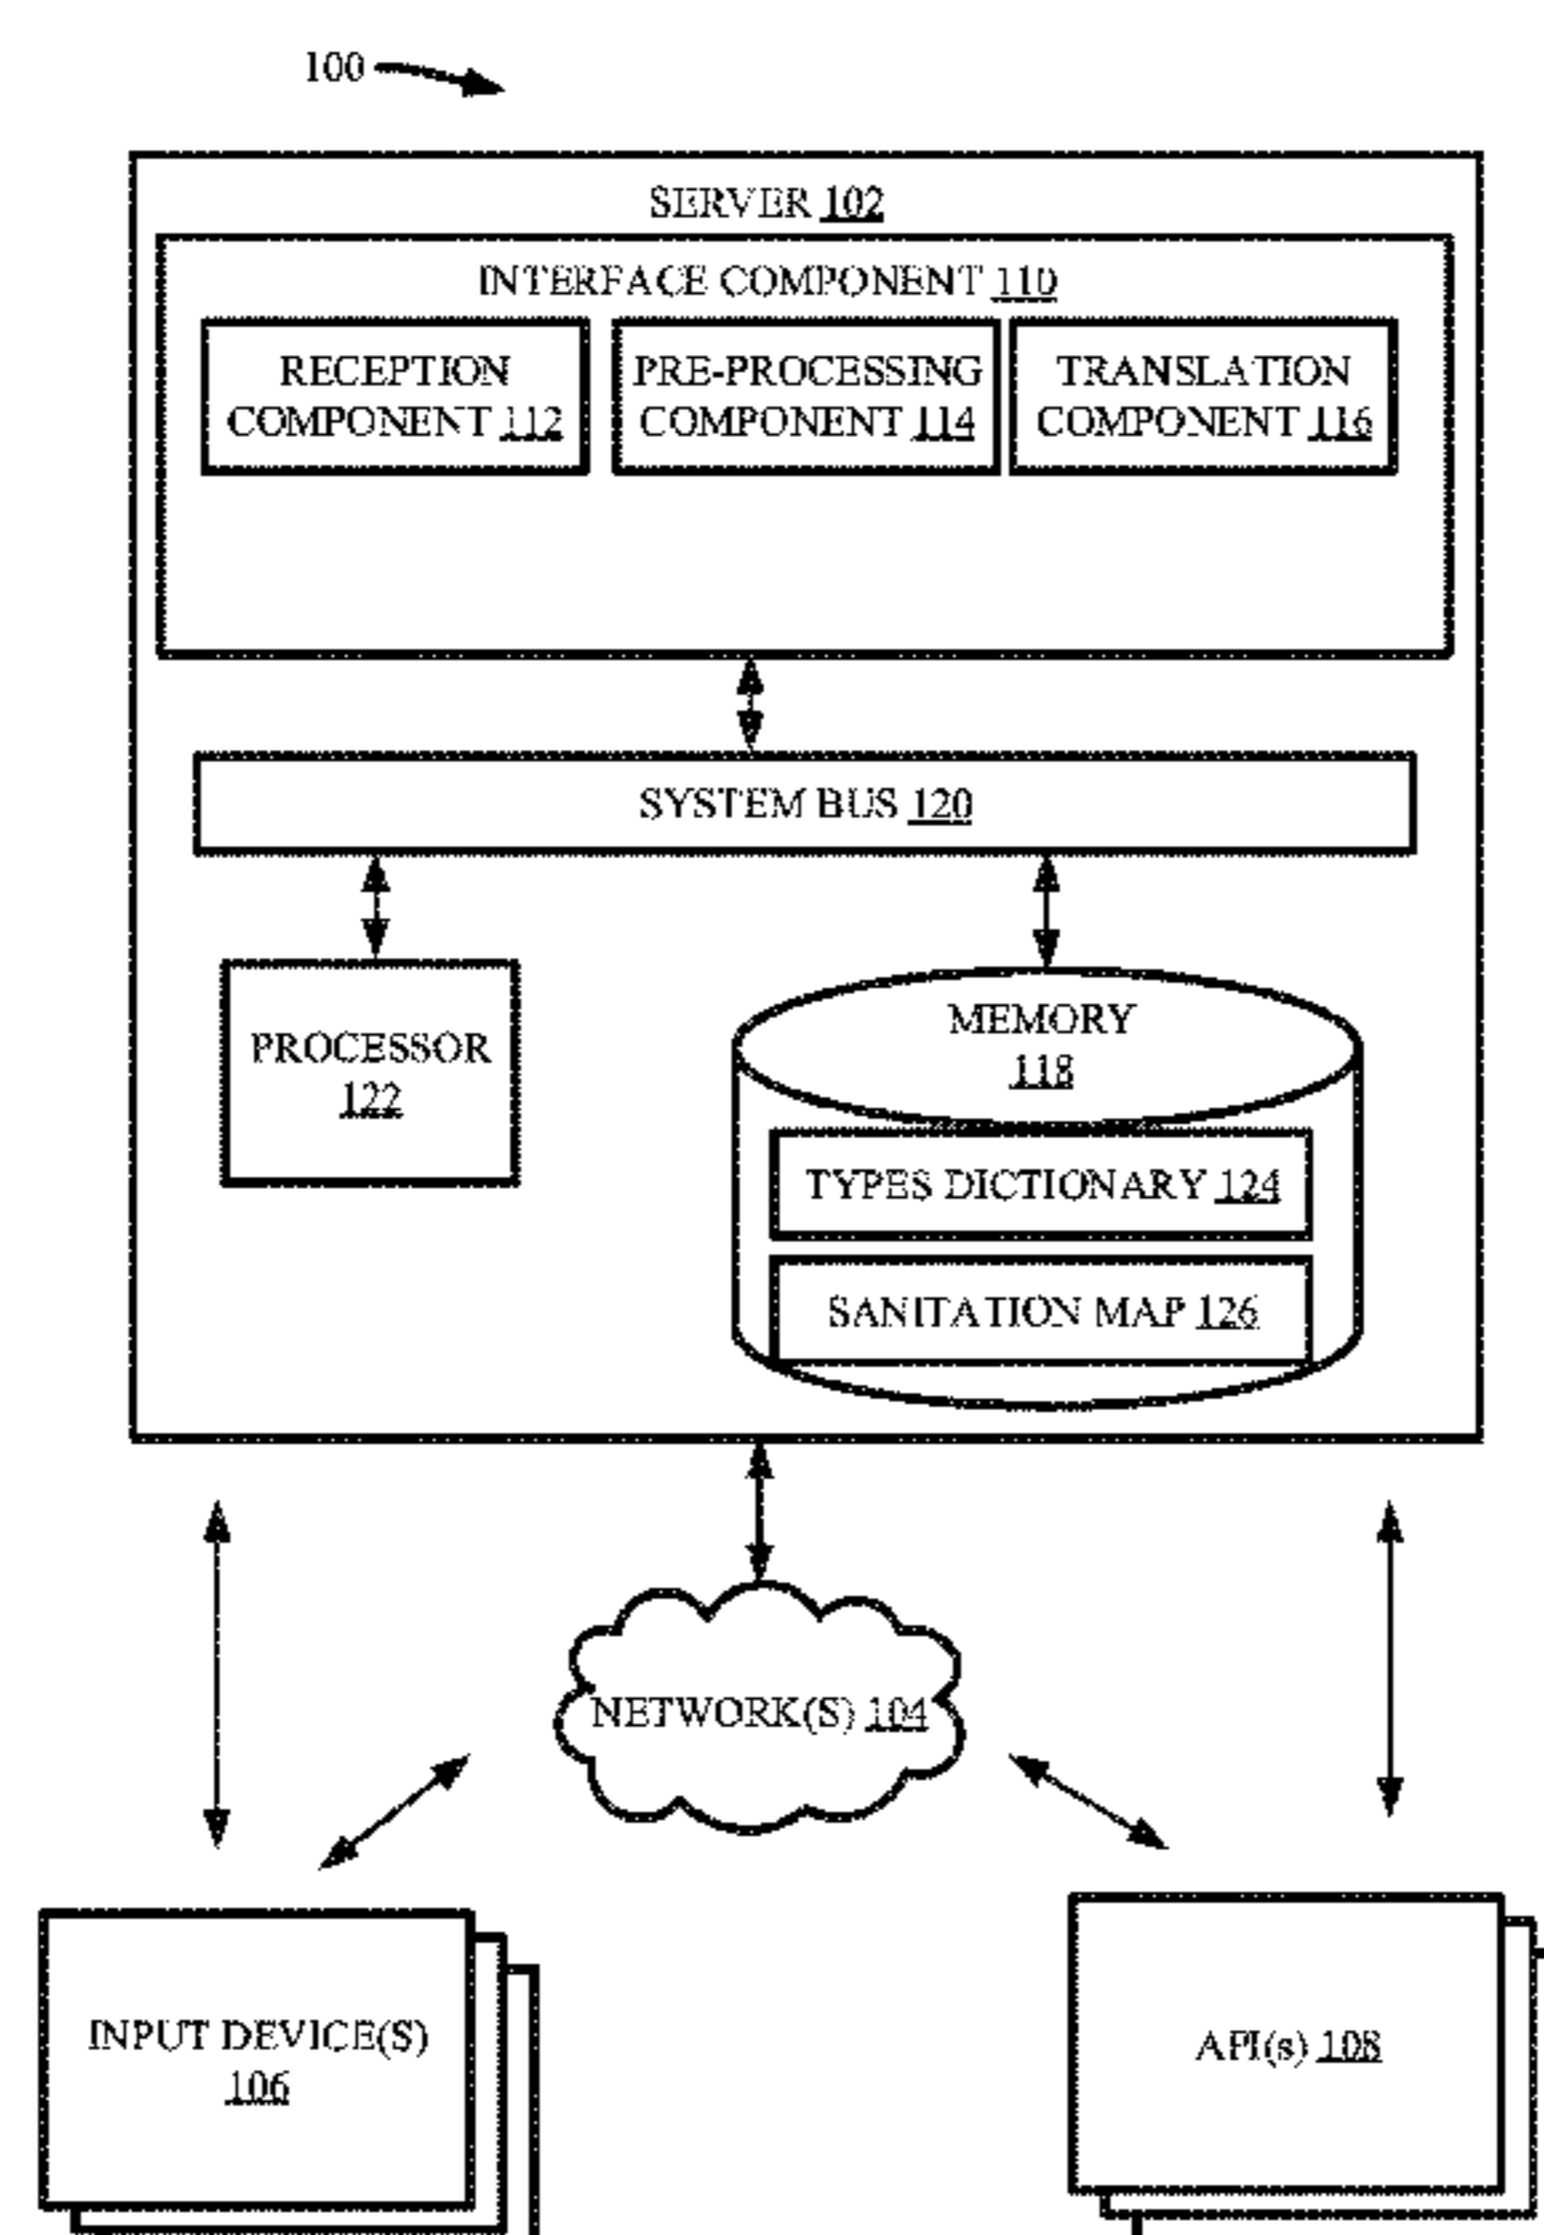 100
SERVER 102
INTERFACE COMPONENT 110
RECEPTION
COMPONENT 112
PRE-PROCESSING
COMPONENT 114
TRANSLATION
COMPONENT 116
SYSTEM BUS 120
PROCESSOR
122
MEMORY
118
TYPES DICTIONARY 124
SANITATION MAP 126
NETWORK(S) 104
INPUT DEVICE(S)
106
API(s) 108